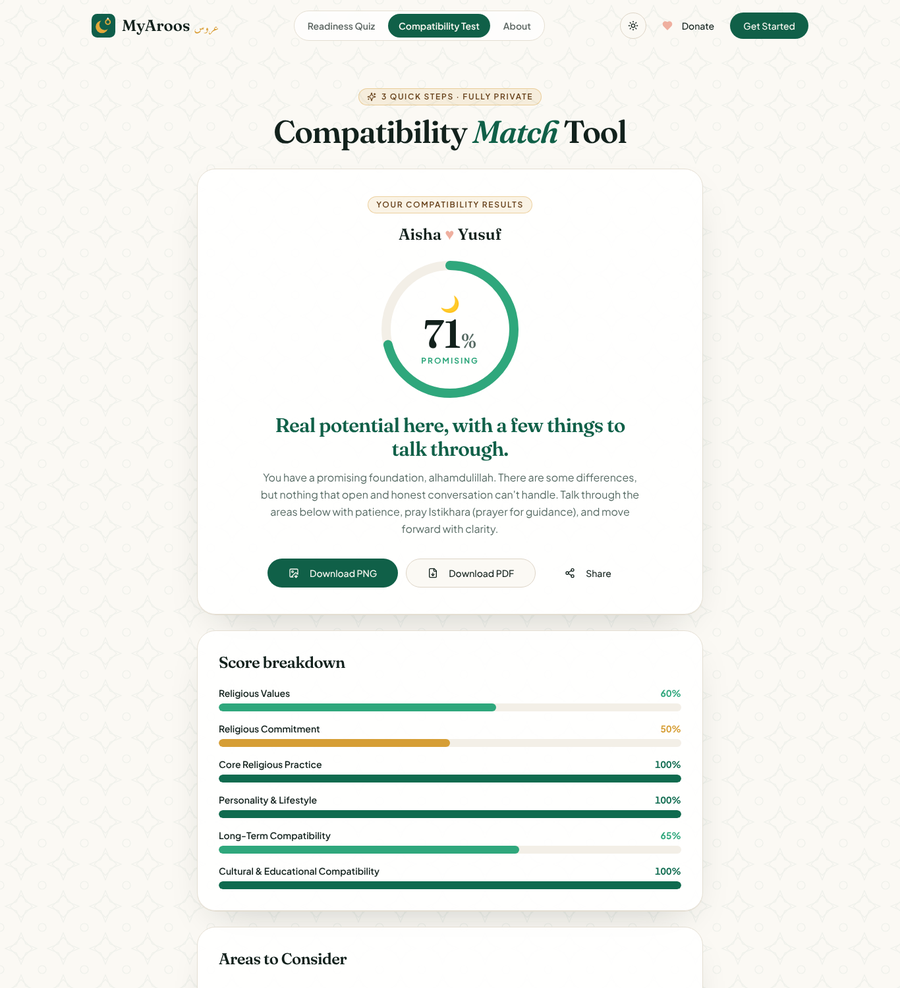 MyAroos عروس
Readiness Quiz
Compatibility Test
About
Donate
Get Started
3 QUICK STEPS · FULLY PRIVATE
Compatibility Match Tool
YOUR COMPATIBILITY RESULTS
Aisha ♥ Yusuf
71%
PROMISING
Real potential here, with a few things to
talk through.
You have a promising foundation, alhamdulillah. There are some differences,
but nothing that open and honest conversation can't handle. Talk through the
areas below with patience, pray Istikhara (prayer for guidance), and move
forward with clarity.
Download PNG
Download PDF
Share
Score breakdown
Religious Values 60%
Religious Commitment 50%
Core Religious Practice 100%
Personality & Lifestyle 100%
Long-Term Compatibility 65%
Cultural & Educational Compatibility 100%
Areas to Consider